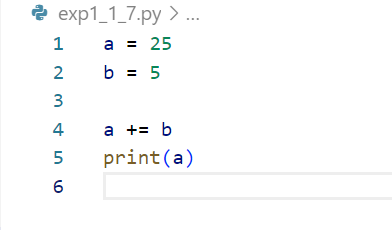 exp1_1_7.py > ...
1 a = 25
2 b = 5
3
4 a += b
5 print(a)
6